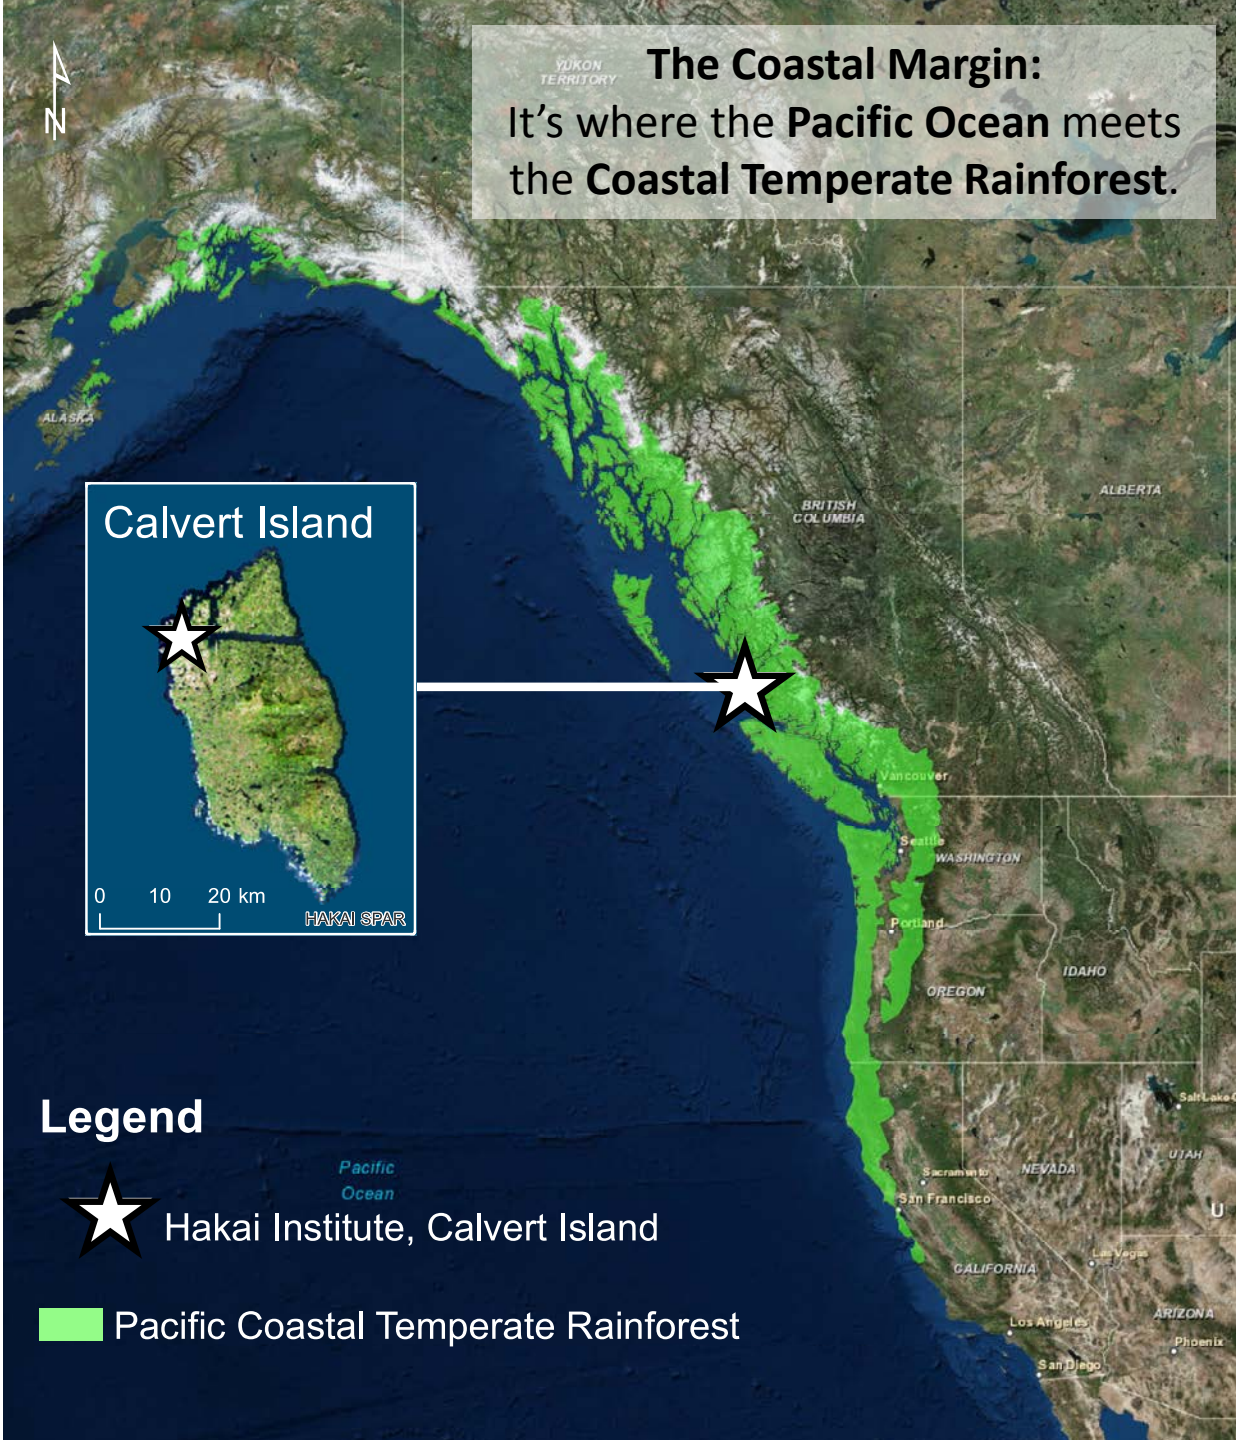 The Coastal Margin:
It's where the Pacific Ocean meets
the Coastal Temperate Rainforest.
YUKON
TERRITORY
N
ALASKA
BRITISH
COLUMBIA
ALBERTA
Calvert Island
0 10 20 km
HAKAI SPAR
Vancouver
Seattle
WASHINGTON
Portland
OREGON
IDAHO
Salt Lake C
UTAH
NEVADA
Sacramento
San Francisco
U
Las Vegas
CALIFORNIA
ARIZONA
Los Angeles
Phoenix
San Diego
Pacific
Ocean
Legend
Hakai Institute, Calvert Island
Pacific Coastal Temperate Rainforest